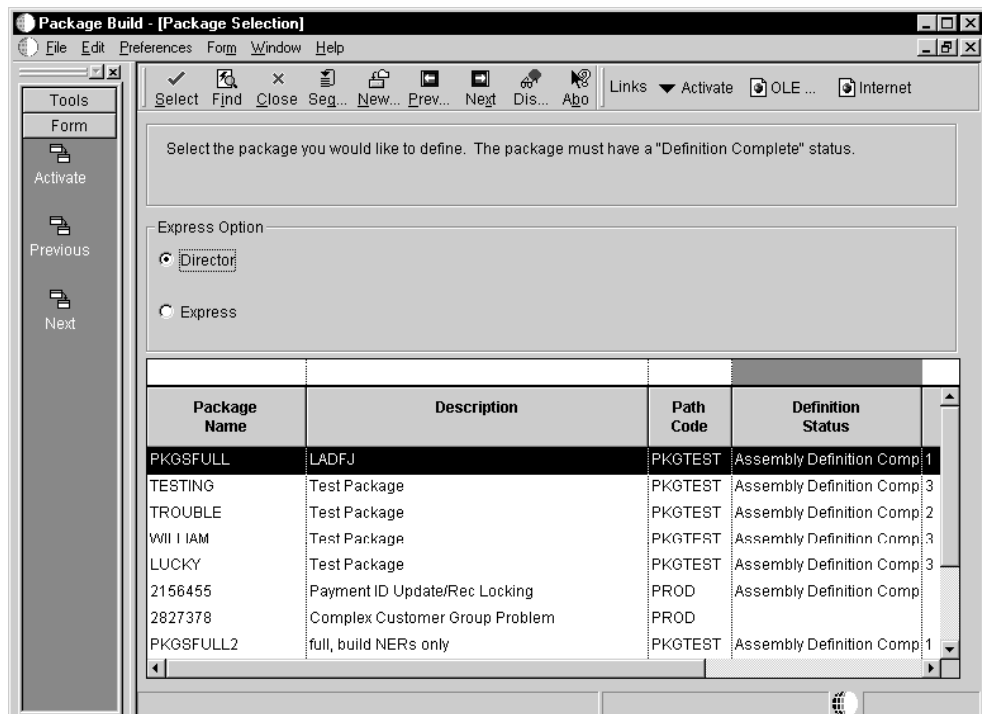 Package Build - [Package Selection]
File Edit Preferences Form Window Help
Tools
Form
Activate
Previous
Next
Select Find Close Seq... New... Prev... Next Dis... Abo Links Activate OLE ... Internet
Select the package you would like to define. The package must have a "Definition Complete" status.
Express Option
Director
Express
Package Name Description Path Code Definition Status
PKGSFULL LADFJ PKGTEST Assembly Definition Comp 1
TESTING Test Package PKGTEST Assembly Definition Comp 3
TROUBLE Test Package PKGTEST Assembly Definition Comp 2
WILLIAM Test Package PKGTEST Assembly Definition Comp 3
LUCKY Test Package PKGTEST Assembly Definition Comp 3
2156455 Payment ID Update/Rec Locking PROD Assembly Definition Comp
2827378 Complex Customer Group Problem PROD
PKGSFULL2 full, build NERs only PKGTEST Assembly Definition Comp 1